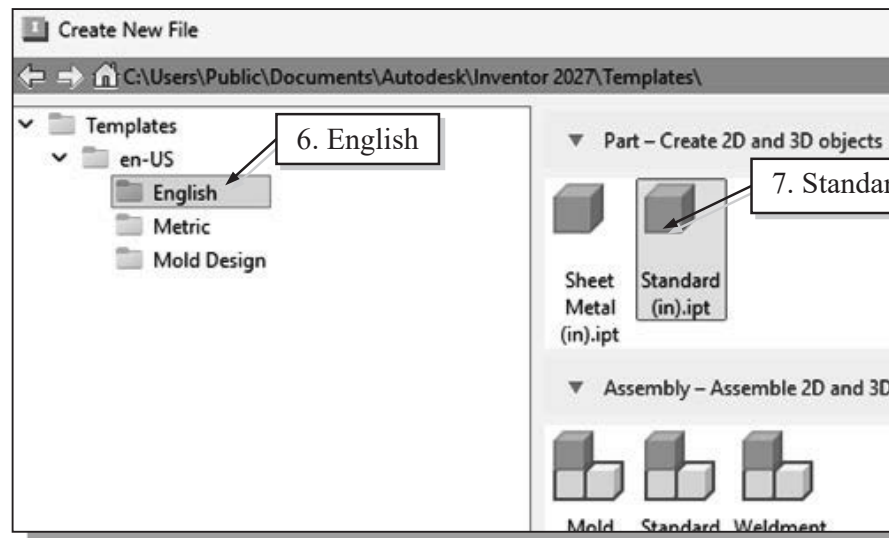 Create New File
C:\Users\Public\Documents\Autodesk\Inventor 2027\Templates\
Templates
en-US
English
Metric
Mold Design
6. English
Part – Create 2D and 3D objects
7. Standar
Sheet
Metal
(in).ipt
Standard
(in).ipt
Assembly – Assemble 2D and 3D
Mold Standard Weldment